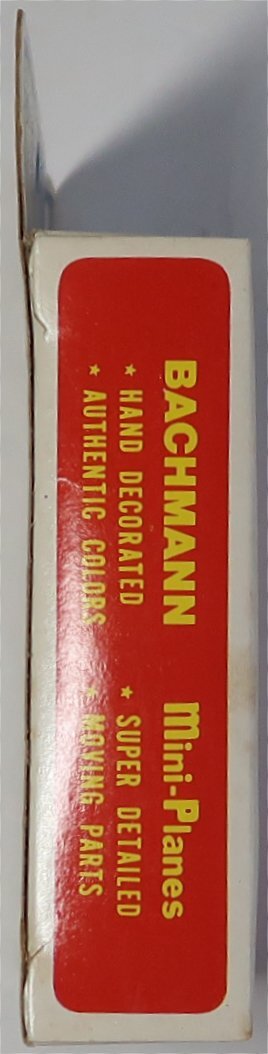 BACHMANN Mini-Planes
★ HAND DECORATED ★ SUPER DETAILED
★ AUTHENTIC COLORS ★ MOVING PARTS